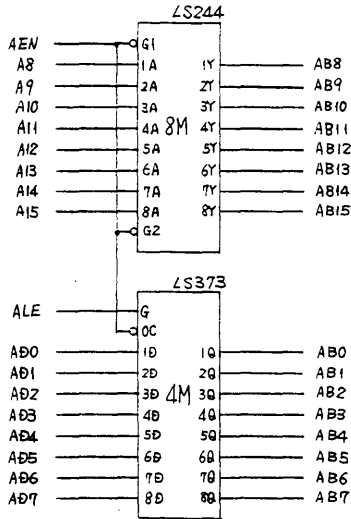 LS244
AEN G1
A8 1A 1Y AB8
A9 2A 2Y AB9
A10 3A 3Y AB10
A11 4A 8M 4Y AB11
A12 5A 5Y AB12
A13 6A 6Y AB13
A14 7A 7Y AB14
A15 8A 8Y AB15
G2
LS373
ALE G
OC
AD0 1D 1Q AB0
AD1 2D 2Q AB1
AD2 3D 4M 3Q AB2
AD3 4D 4Q AB3
AD4 5D 5Q AB4
AD5 6D 6Q AB5
AD6 7D 7Q AB6
AD7 8D 8Q AB7